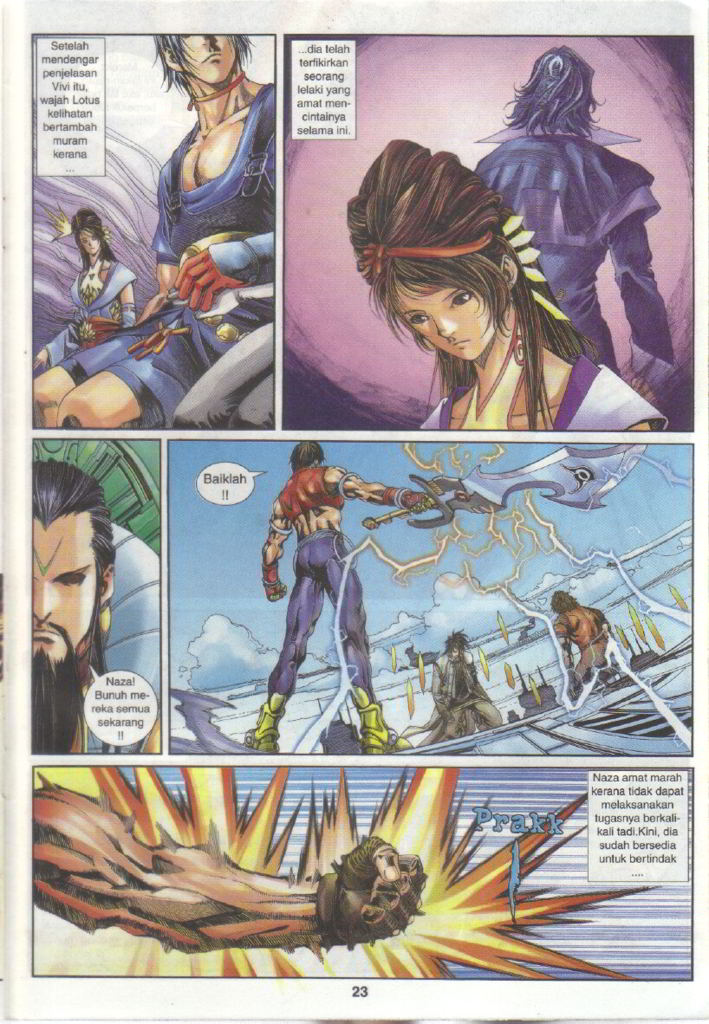 Setelah
mendengar
penjelasan
Vivi itu,
wajah Lotus
kelihatan
bertambah
muram
kerana
...
...dia telah
terfikirkan
seorang
lelaki yang
amat men-
cintainya
selama ini.
Naza!
Bunuh me-
reka semua
sekarang
!!
Baiklah
!!
Prakk
Naza amat marah
kerana tidak dapat
melaksanakan
tugasnya berkali-
kali tadi.Kini, dia
sudah bersedia
untuk bertindak
....
23